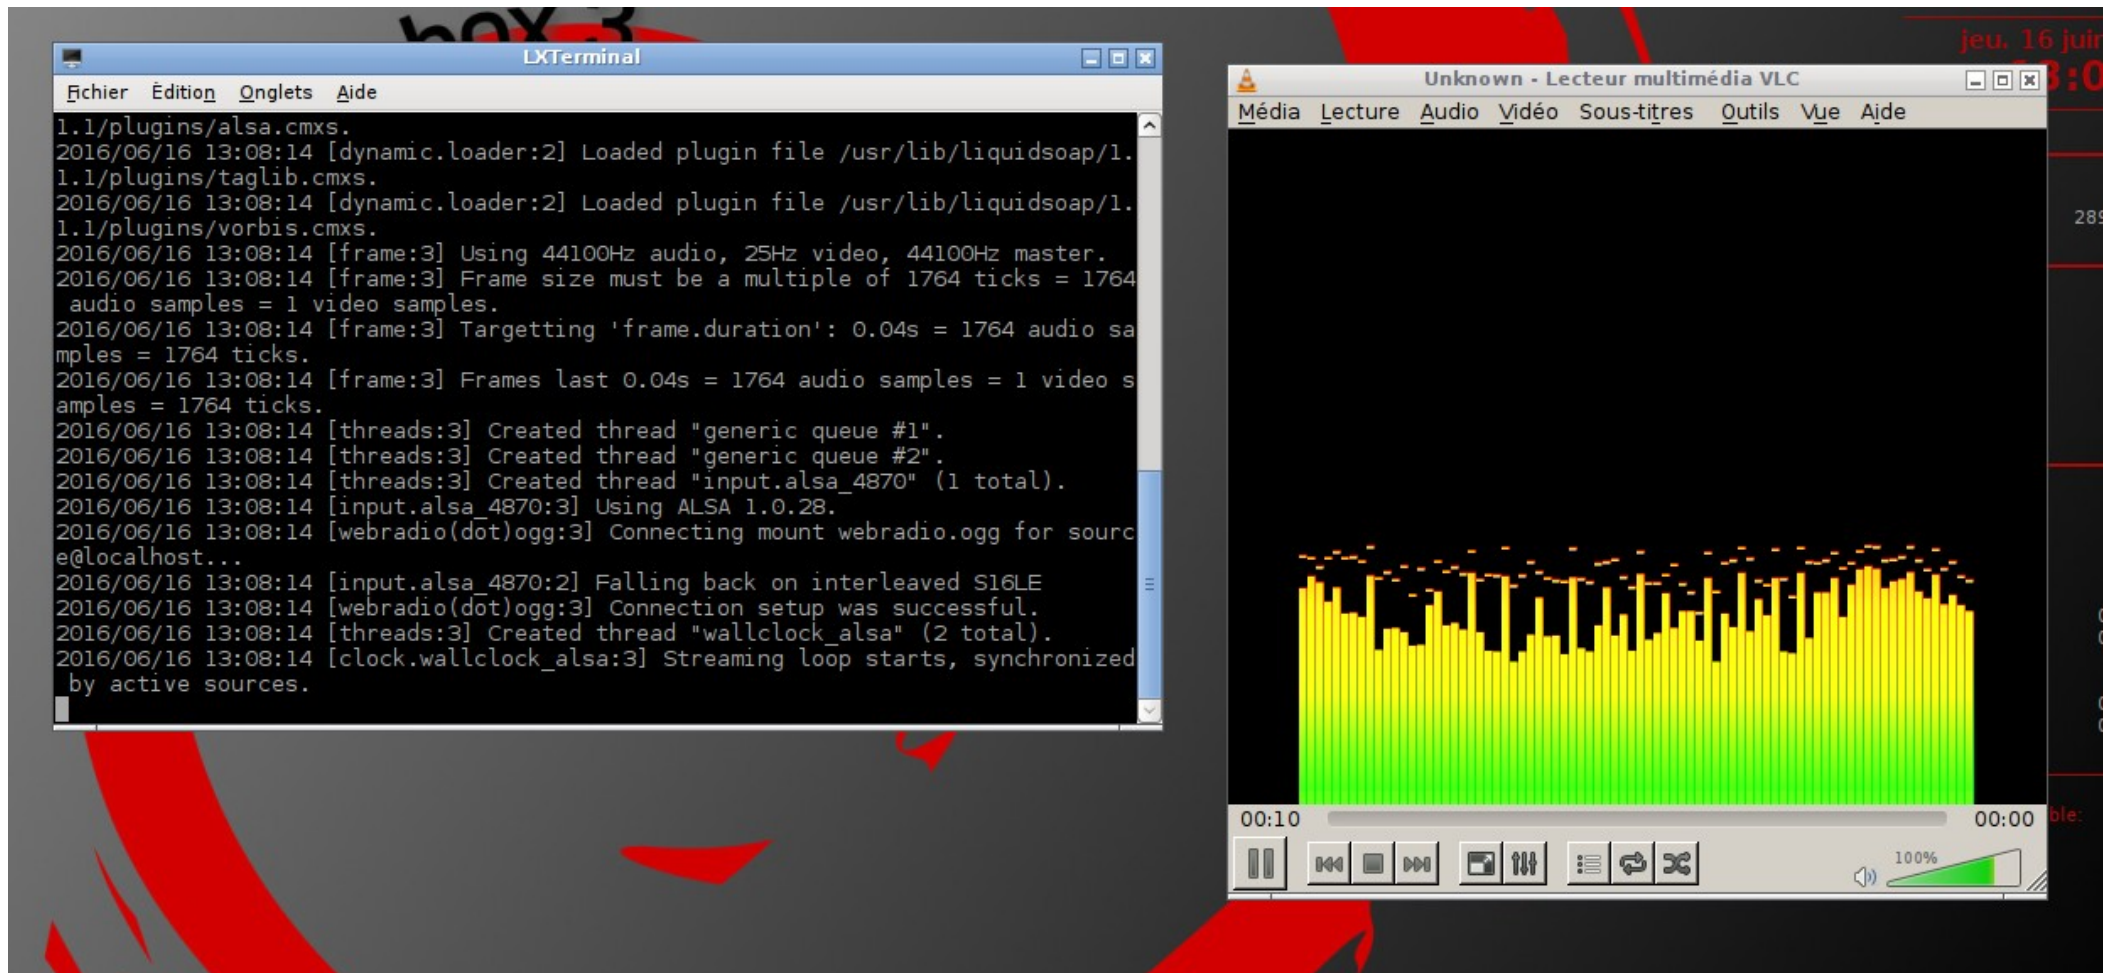 box 3
LXTerminal
Fichier Édition Onglets Aide
1.1/plugins/alsa.cmxs.
2016/06/16 13:08:14 [dynamic.loader:2] Loaded plugin file /usr/lib/liquidsoap/1.
1.1/plugins/taglib.cmxs.
2016/06/16 13:08:14 [dynamic.loader:2] Loaded plugin file /usr/lib/liquidsoap/1.
1.1/plugins/vorbis.cmxs.
2016/06/16 13:08:14 [frame:3] Using 44100Hz audio, 25Hz video, 44100Hz master.
2016/06/16 13:08:14 [frame:3] Frame size must be a multiple of 1764 ticks = 1764
audio samples = 1 video samples.
2016/06/16 13:08:14 [frame:3] Targetting 'frame.duration': 0.04s = 1764 audio sa
mples = 1764 ticks.
2016/06/16 13:08:14 [frame:3] Frames last 0.04s = 1764 audio samples = 1 video s
amples = 1764 ticks.
2016/06/16 13:08:14 [threads:3] Created thread "generic queue #1".
2016/06/16 13:08:14 [threads:3] Created thread "generic queue #2".
2016/06/16 13:08:14 [threads:3] Created thread "input.alsa_4870" (1 total).
2016/06/16 13:08:14 [input.alsa_4870:3] Using ALSA 1.0.28.
2016/06/16 13:08:14 [webradio(dot)ogg:3] Connecting mount webradio.ogg for sourc
e@localhost...
2016/06/16 13:08:14 [input.alsa_4870:2] Falling back on interleaved S16LE
2016/06/16 13:08:14 [webradio(dot)ogg:3] Connection setup was successful.
2016/06/16 13:08:14 [threads:3] Created thread "wallclock_alsa" (2 total).
2016/06/16 13:08:14 [clock.wallclock_alsa:3] Streaming loop starts, synchronized
by active sources.
Unknown - Lecteur multimédia VLC
Média Lecture Audio Vidéo Sous-titres Outils Vue Aide
00:10 00:00
100%
jeu. 16 juin
289
ble: